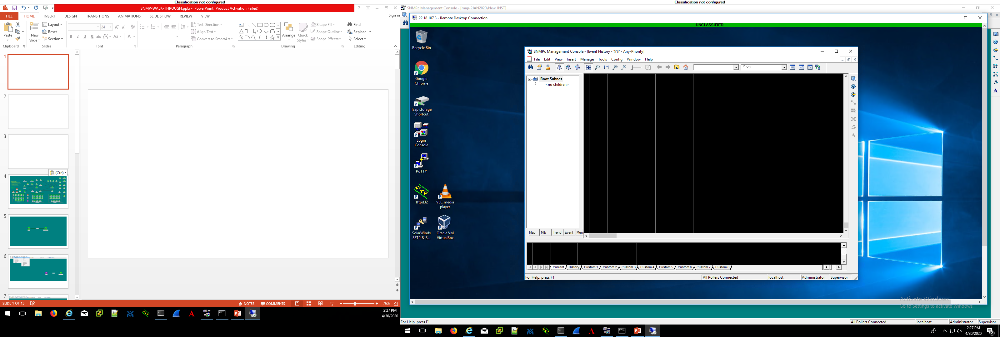 Classification not configured
SNMP-WALK-THROUGH.pptx - PowerPoint (Product Activation Failed)
FILE HOME INSERT DESIGN TRANSITIONS ANIMATIONS SLIDE SHOW REVIEW VIEW Sign in
Paste
New Slide
Layout
Reset
Section
24
B I U S abc AV Aa A
Text Direction
Align Text
Convert to SmartArt
Arrange
Quick Styles
Shape Fill
Shape Outline
Shape Effects
Find
Replace
Select
Clipboard Slides Font Paragraph Drawing Editing
1
2
3
(Ctrl)
4
5
6
7
SLIDE 1 OF 15
NOTES COMMENTS 76%
2:27 PM
4/30/2020
Classification not configured
SNMPc Management Console - [map-2JAN2020\New_INST]
22.18.107.3 - Remote Desktop Connection
UNCLASSIFIED
Recycle Bin
Google Chrome
fsap storage Shortcut
Login Console
PuTTY
Tftpd32
VLC media player
SolarWinds SFTP & S...
Oracle VM VirtualBox
SNMPc Management Console - [Event History - ???? - Any-Priority]
File Edit View Insert Manage Tools Config Window Help
1:1
IfEntry
Root Subnet
<no children>
A
Map Mib Trend Event Men
Current History Custom 1 Custom 2 Custom 3 Custom 4 Custom 5 Custom 6 Custom 7 Custom 8
For Help, press F1 All Pollers Connected localhost Administrator Supervisor
A
Activate Windows
Go to Settings to activate Windows.
For Help, press F1 All Pollers Connected localhost Administrator Supervisor
2:27 PM
4/30/2020
2